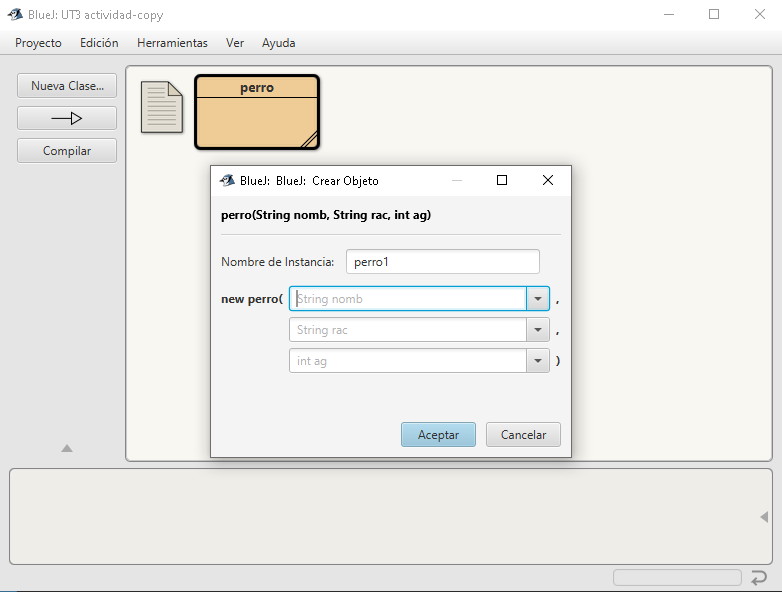 BlueJ: UT3 actividad-copy
Proyecto Edición Herramientas Ver Ayuda
Nueva Clase...
Compilar
perro
BlueJ: BlueJ: Crear Objeto
perro(String nomb, String rac, int ag)
Nombre de Instancia: perro1
new perro( String nomb ,
String rac ,
int ag )
Aceptar Cancelar